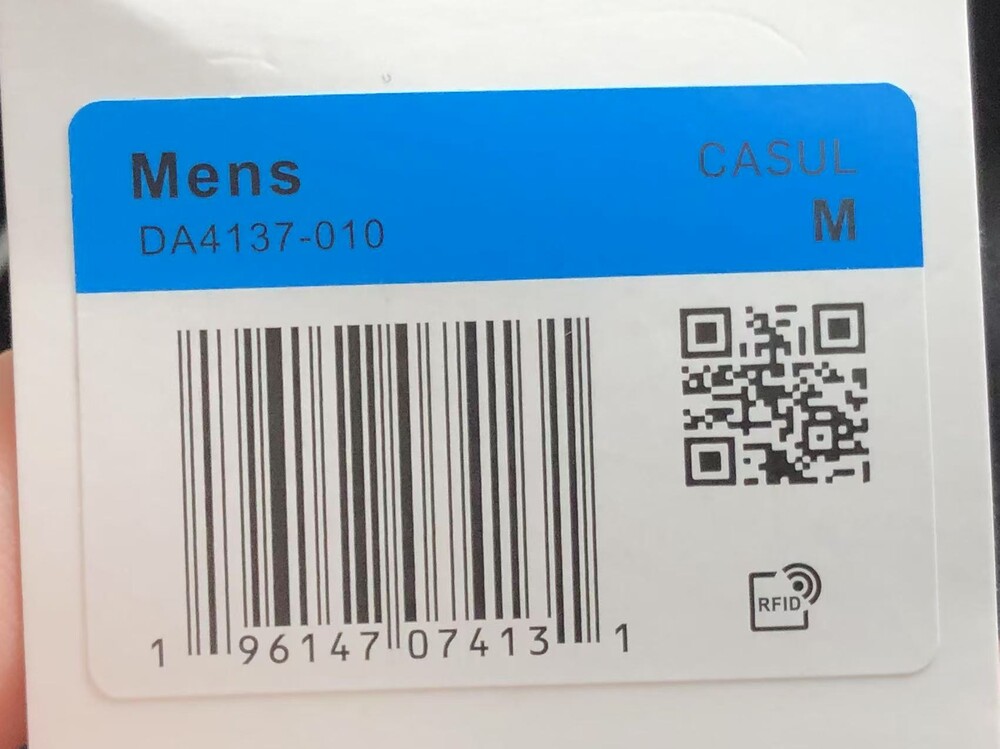 Mens
CASUL
DA4137-010
M
1 96147 07413 1
RFID